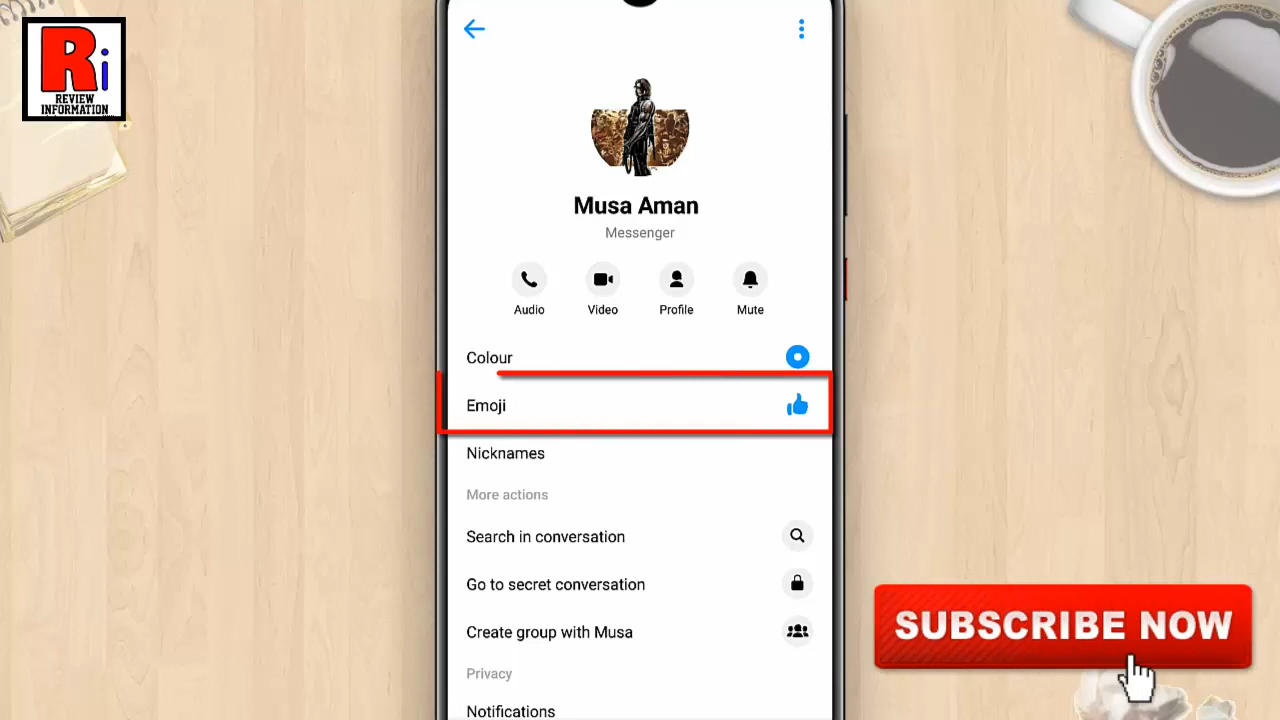 Ri
REVIEW
INFORMATION
Musa Aman
Messenger
Audio
Video
Profile
Mute
Colour
Emoji
Nicknames
More actions
Search in conversation
Go to secret conversation
Create group with Musa
Privacy
Notifications
SUBSCRIBE NOW